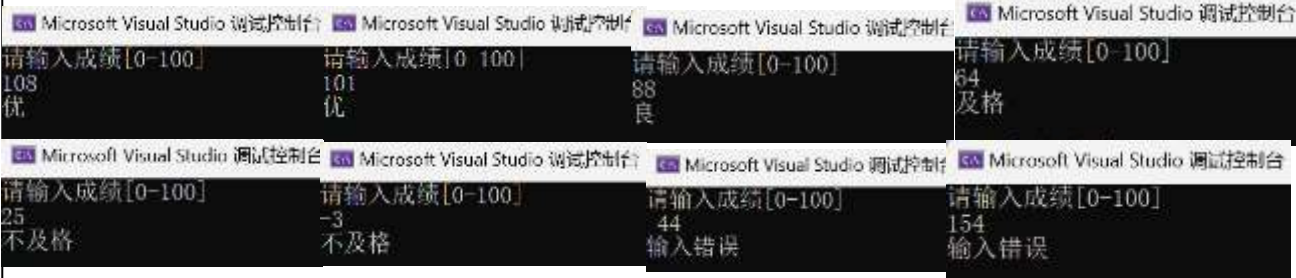 Microsoft Visual Studio 调试控制台
请输入成绩[0-100]
108
优
Microsoft Visual Studio 调试控制台
请输入成绩[0-100]
101
优
Microsoft Visual Studio 调试控制台
请输入成绩[0-100]
88
良
Microsoft Visual Studio 调试控制台
请输入成绩[0-100]
64
及格
Microsoft Visual Studio 调试控制台
请输入成绩[0-100]
25
不及格
Microsoft Visual Studio 调试控制台
请输入成绩[0-100]
-3
不及格
Microsoft Visual Studio 调试控制台
请输入成绩[0-100]
44
输入错误
Microsoft Visual Studio 调试控制台
请输入成绩[0-100]
154
输入错误